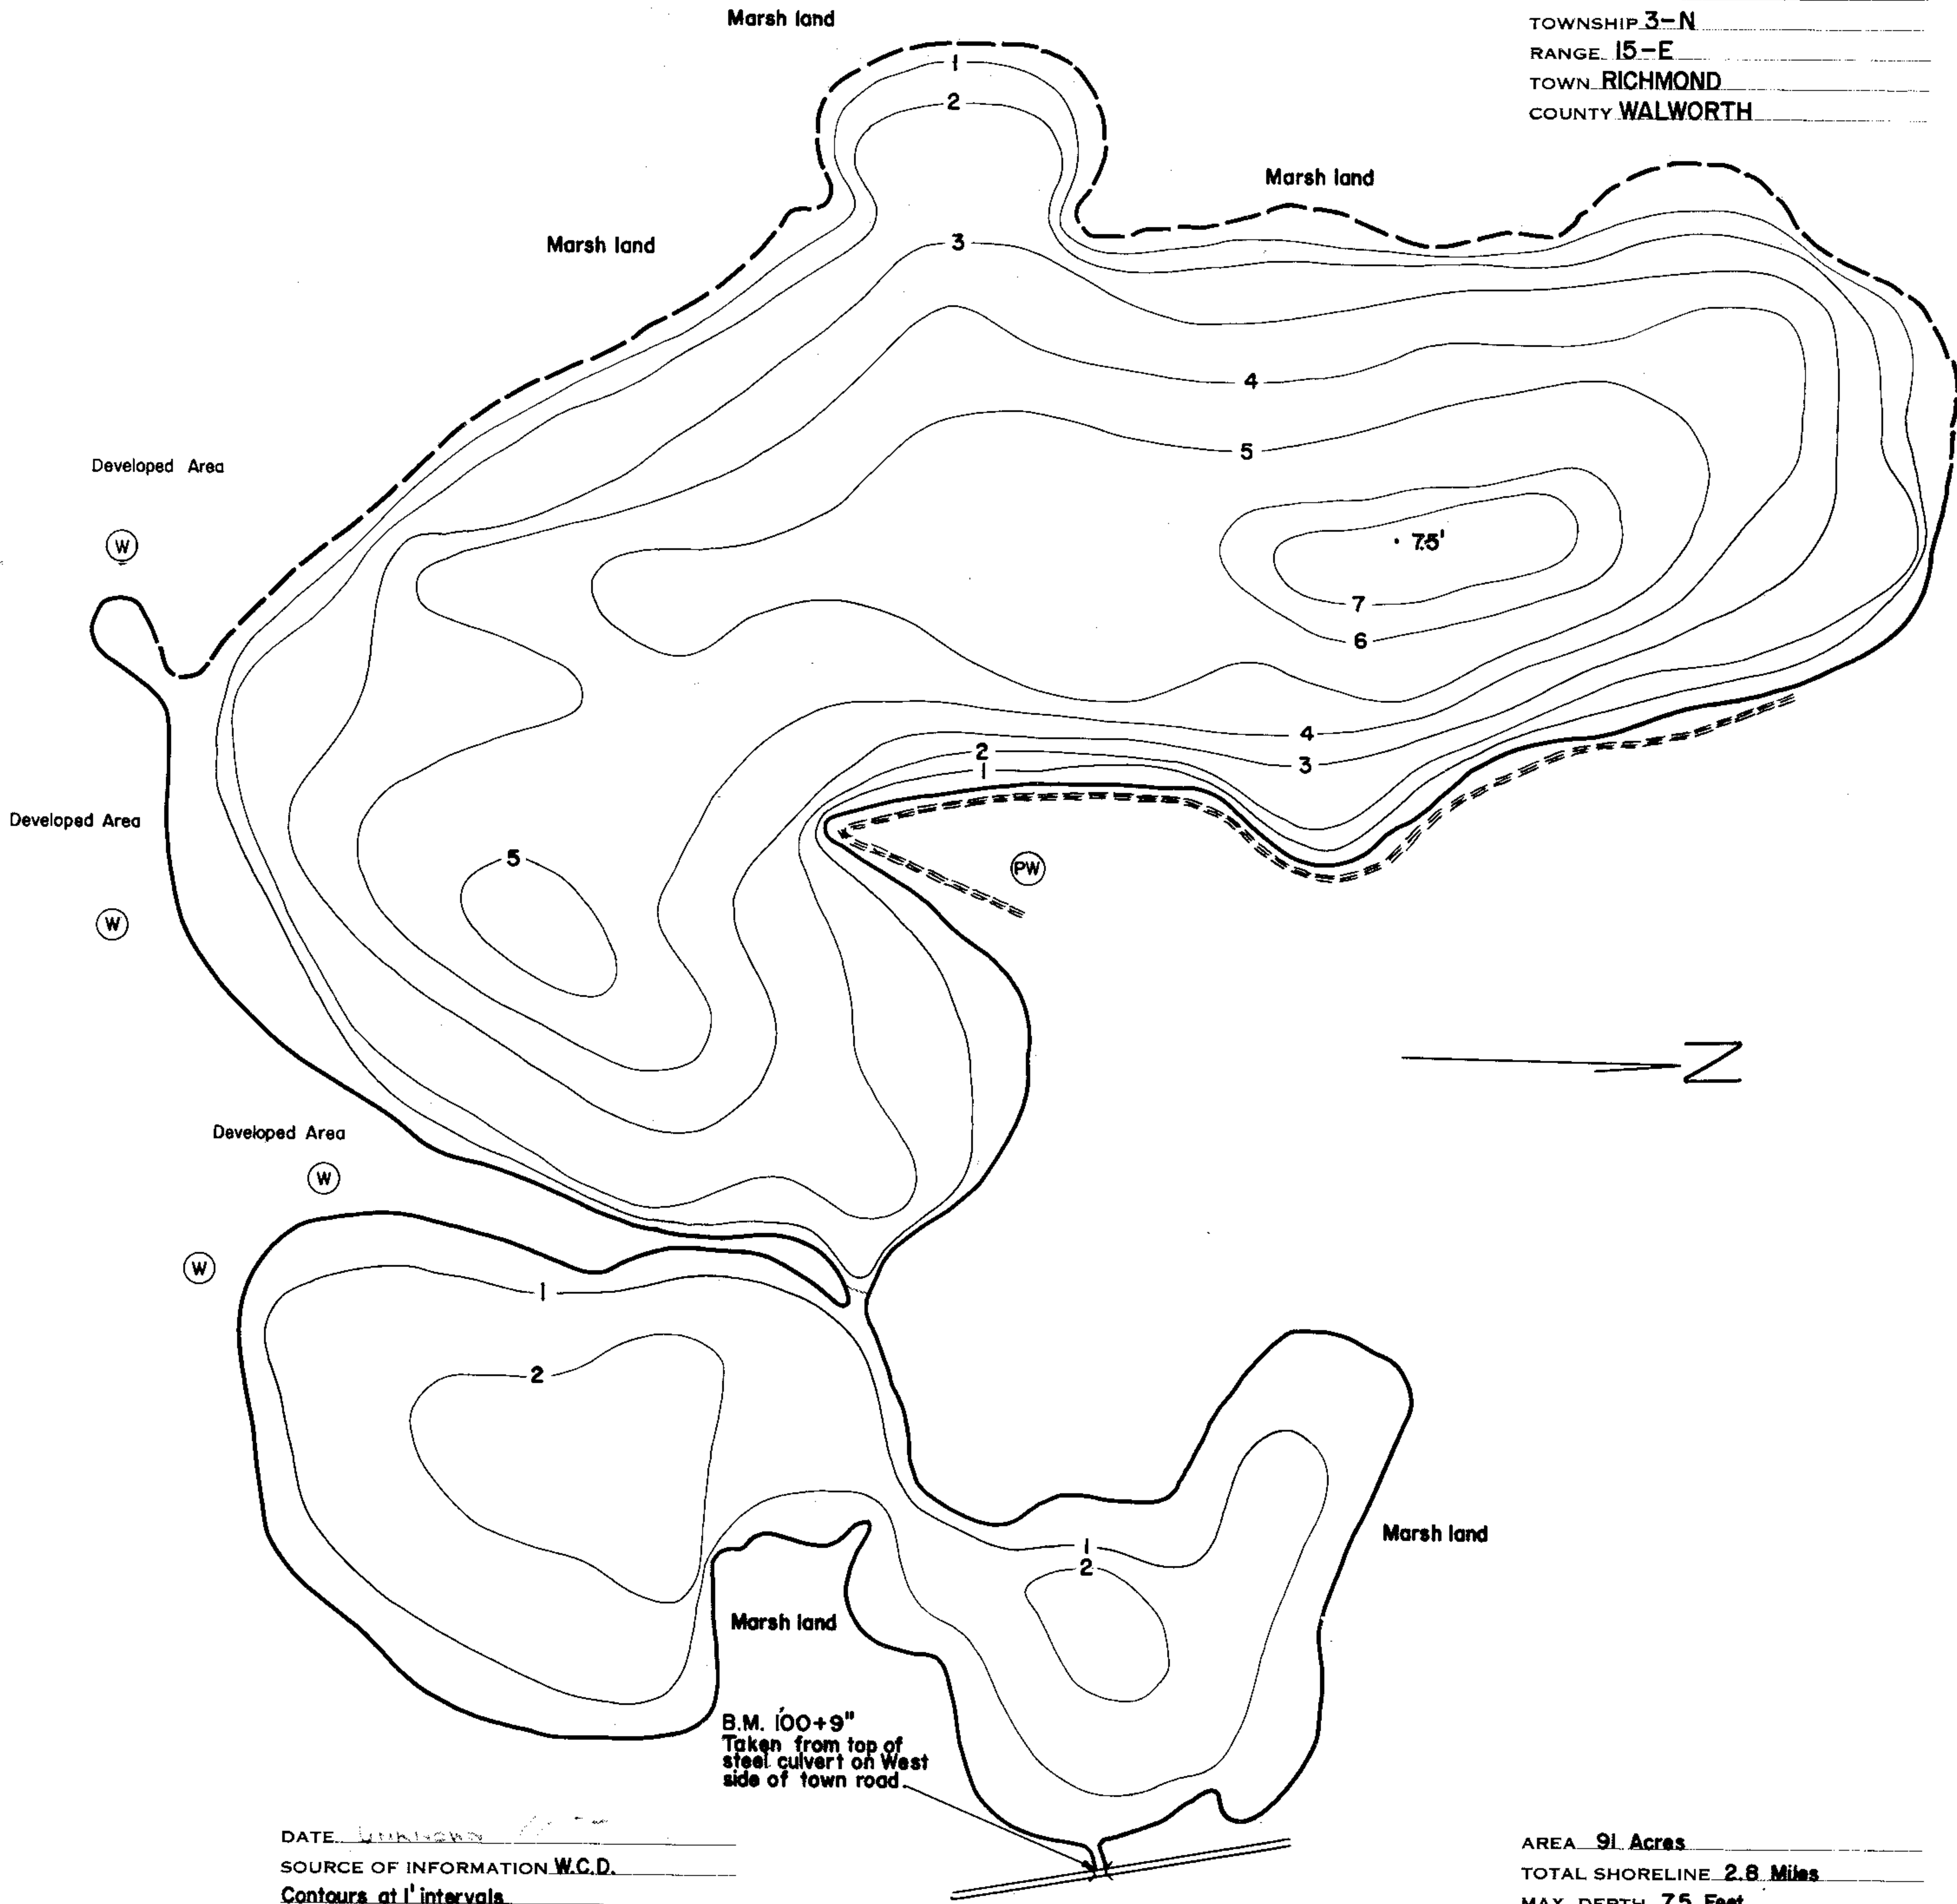 Marsh land
TOWNSHIP 3-N
RANGE 15-E
TOWN RICHMOND
COUNTY WALWORTH
1
2
Marsh land
Marsh land
3
4
5
Developed Area
W
7.5'
7
6
4
2
3
1
Developed Area
5
PW
W
N
Developed Area
W
W
1
2
Marsh land
1
2
Marsh land
B.M. 100+9"
Taken from top of
steel culvert on West
side of town road.
DATE Unknown
SOURCE OF INFORMATION W.C.D.
Contours at 1' intervals
AREA 91 Acres
TOTAL SHORELINE 2.8 Miles
MAX. DEPTH 7.5 Feet